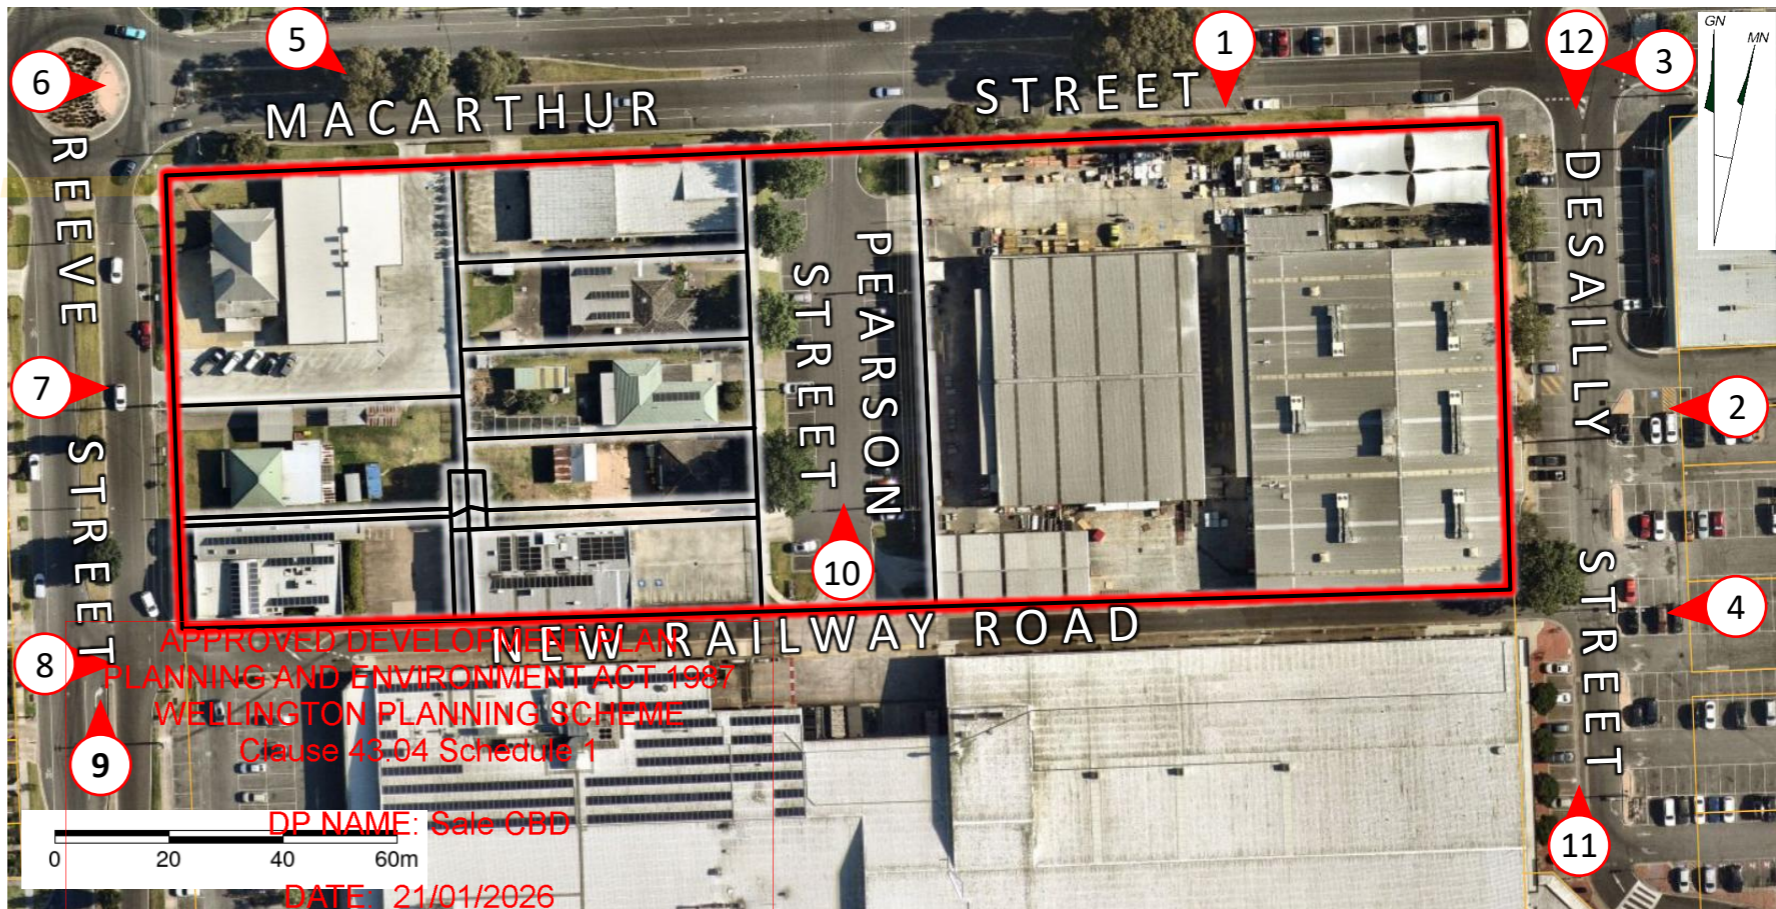 5
1
12
3
GN
MN
6
MACARTHUR STREET
REEVE STREET
DESAILLY STREET
PEARSON STREET
7
2
10
4
NEW RAILWAY ROAD
8
9
11
APPROVED DEVELOPMENT PLAN
PLANNING AND ENVIRONMENT ACT 1987
WELLINGTON PLANNING SCHEME
Clause 43.04 Schedule 1
DP NAME: Sale CBD
0 20 40 60m
DATE: 21/01/2026